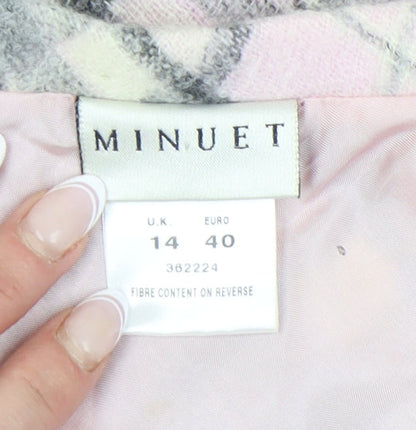 MINUET
U.K. EURO
14 40
362224
FIBRE CONTENT ON REVERSE